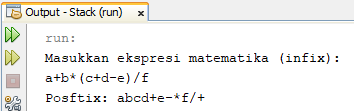 Output - Stack (run)
run:
Masukkan ekspresi matematika (infix):
a+b*(c+d-e)/f
Posftix: abcd+e-*f/+